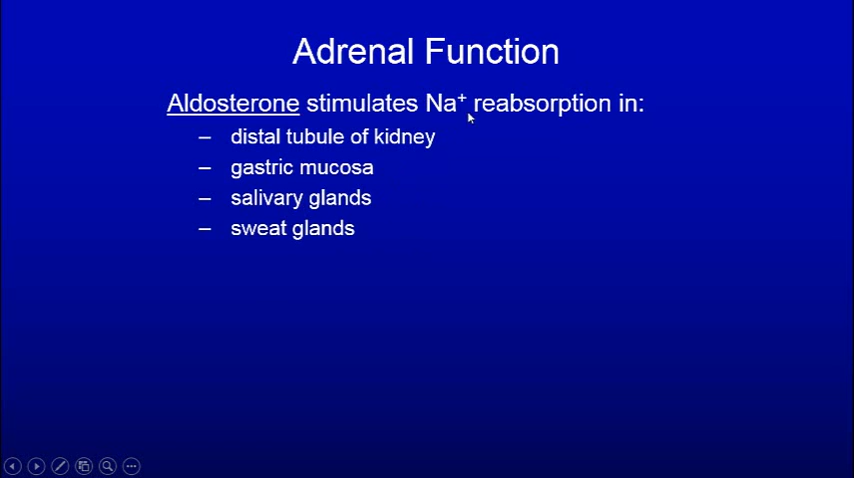 Adrenal Function
Aldosterone stimulates Na⁺ reabsorption in:
– distal tubule of kidney
– gastric mucosa
– salivary glands
– sweat glands